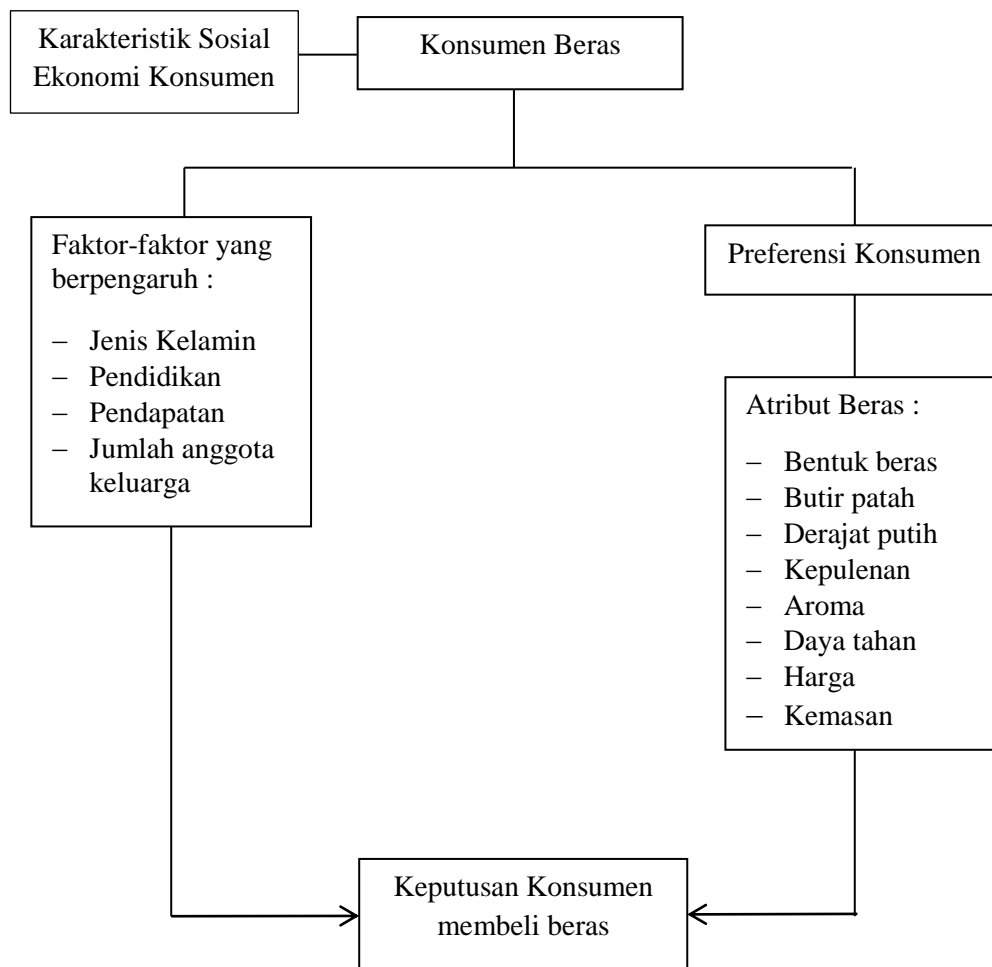 Karakteristik Sosial
Ekonomi Konsumen
Konsumen Beras
Faktor-faktor yang
berpengaruh :
– Jenis Kelamin
– Pendidikan
– Pendapatan
– Jumlah anggota
keluarga
Preferensi Konsumen
Atribut Beras :
– Bentuk beras
– Butir patah
– Derajat putih
– Kepulenan
– Aroma
– Daya tahan
– Harga
– Kemasan
Keputusan Konsumen
membeli beras